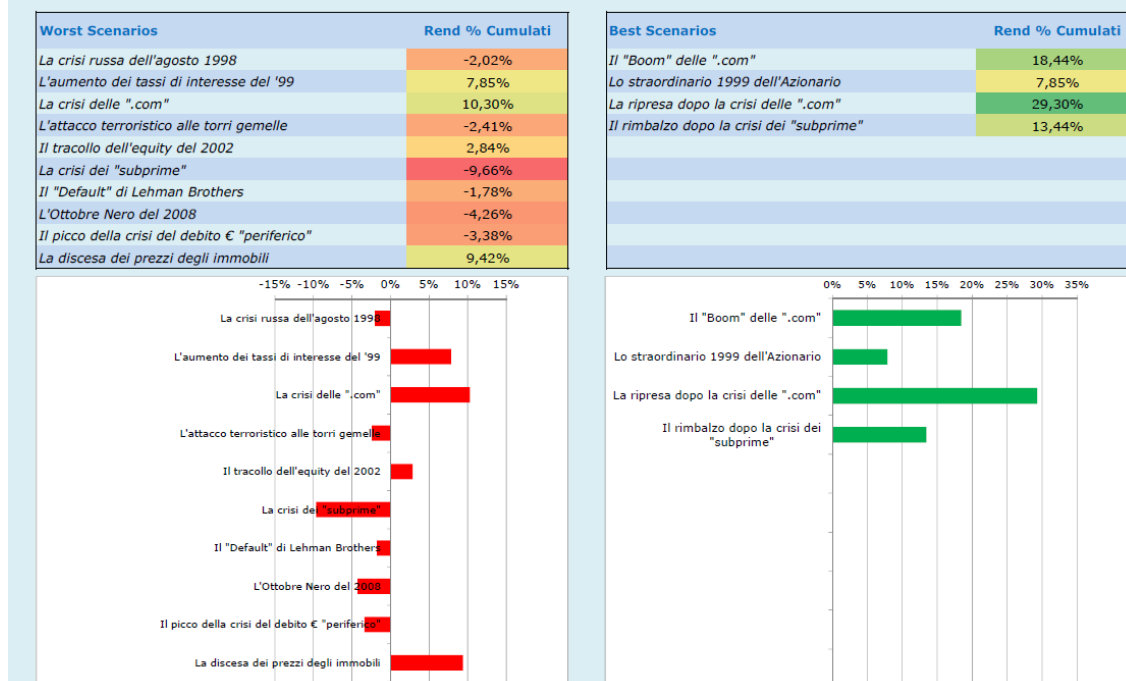 Worst Scenarios Rend % Cumulati
La crisi russa dell'agosto 1998 -2,02%
L'aumento dei tassi di interesse del '99 7,85%
La crisi delle ".com" 10,30%
L'attacco terroristico alle torri gemelle -2,41%
Il tracollo dell'equity del 2002 2,84%
La crisi dei "subprime" -9,66%
Il "Default" di Lehman Brothers -1,78%
L'Ottobre Nero del 2008 -4,26%
Il picco della crisi del debito € "periferico" -3,38%
La discesa dei prezzi degli immobili 9,42%
Best Scenarios Rend % Cumulati
Il "Boom" delle ".com" 18,44%
Lo straordinario 1999 dell'Azionario 7,85%
La ripresa dopo la crisi delle ".com" 29,30%
Il rimbalzo dopo la crisi dei "subprime" 13,44%
-15% -10% -5% 0% 5% 10% 15%
La crisi russa dell'agosto 1998
L'aumento dei tassi di interesse del '99
La crisi delle ".com"
L'attacco terroristico alle torri gemelle
Il tracollo dell'equity del 2002
La crisi dei "subprime"
Il "Default" di Lehman Brothers
L'Ottobre Nero del 2008
Il picco della crisi del debito € "periferico"
La discesa dei prezzi degli immobili
0% 5% 10% 15% 20% 25% 30% 35%
Il "Boom" delle ".com"
Lo straordinario 1999 dell'Azionario
La ripresa dopo la crisi delle ".com"
Il rimbalzo dopo la crisi dei
"subprime"